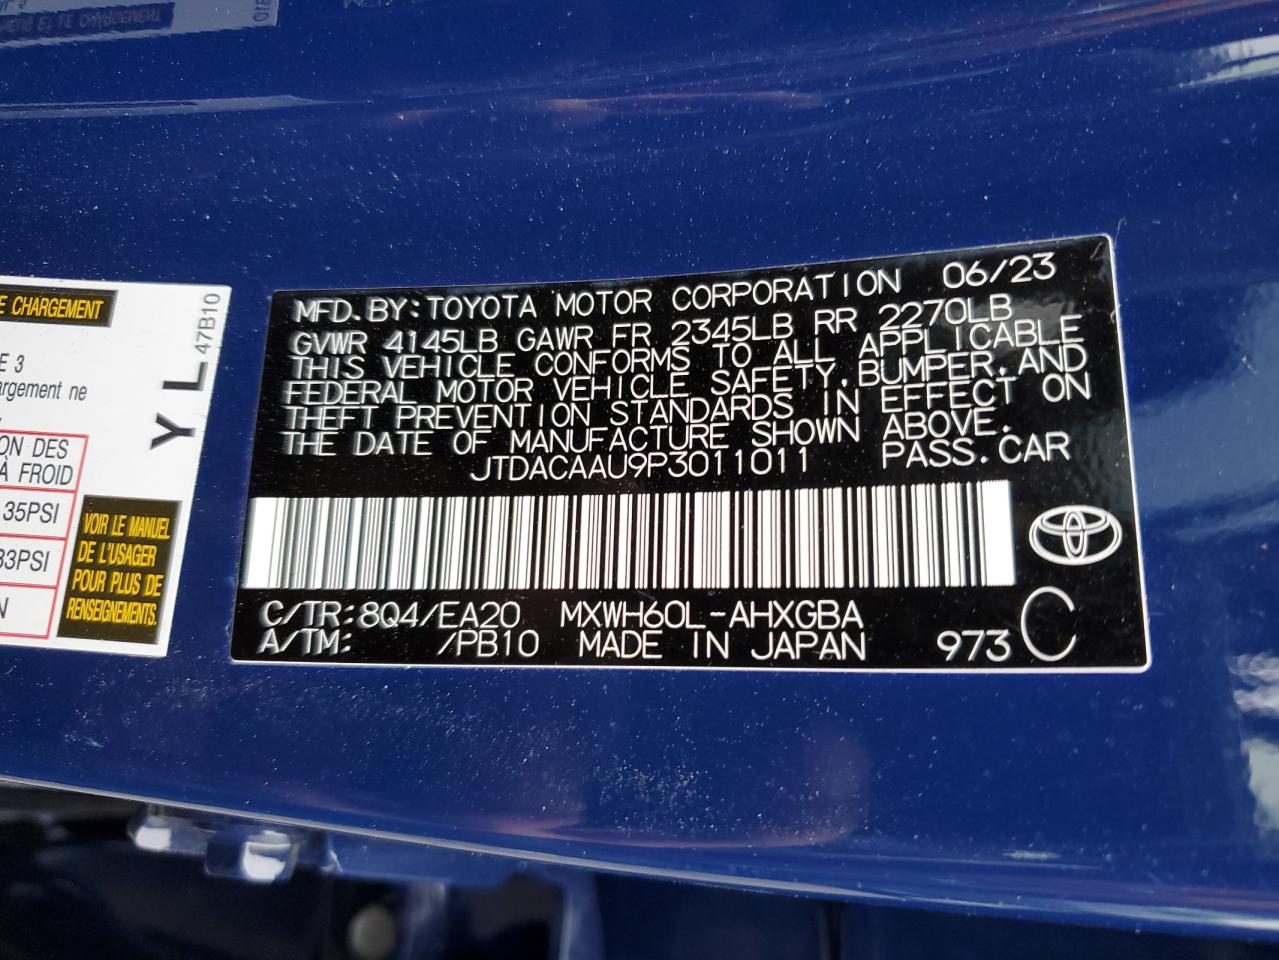 MFD. BY: TOYOTA MOTOR CORPORATION 06/23
GVWR 4145LB GAWR FR 2345LB RR 2270LB
THIS VEHICLE CONFORMS TO ALL APPLICABLE
FEDERAL MOTOR VEHICLE SAFETY, BUMPER, AND
THEFT PREVENTION STANDARDS IN EFFECT ON
THE DATE OF MANUFACTURE SHOWN ABOVE.
JTDACAAU9P3011011 PASS. CAR
C/TR: 8Q4/EA20 MXWH60L-AHXGBA
A/TM: /PB10 MADE IN JAPAN 973 C
E CHARGEMENT
E 3
argement ne
ON DES
À FROID
35PSI
33PSI
N
VOIR LE MANUEL
DE L'USAGER
POUR PLUS DE
RENSEIGNEMENTS.
Y L 47B10